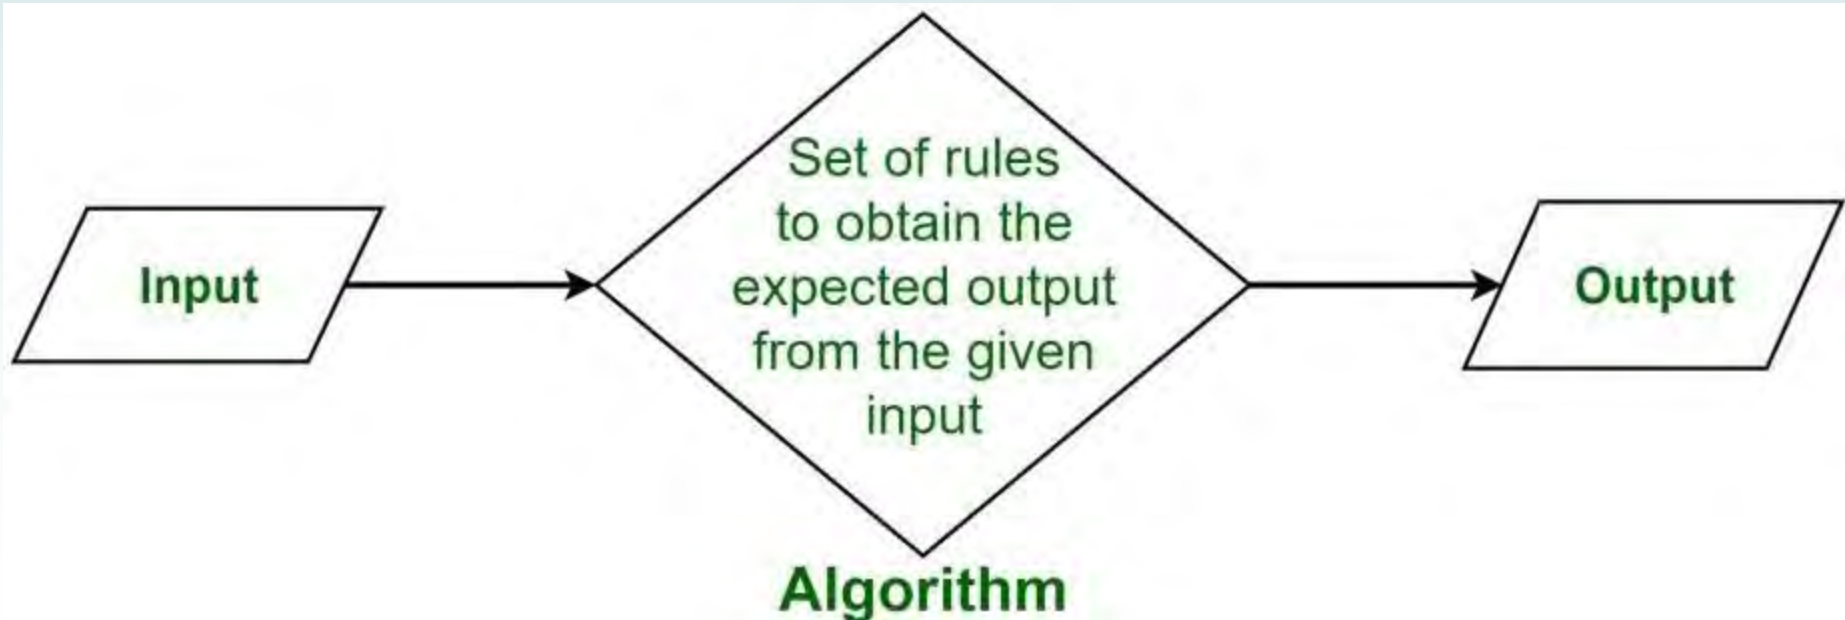 Input
Set of rules
to obtain the
expected output
from the given
input
Output
Algorithm